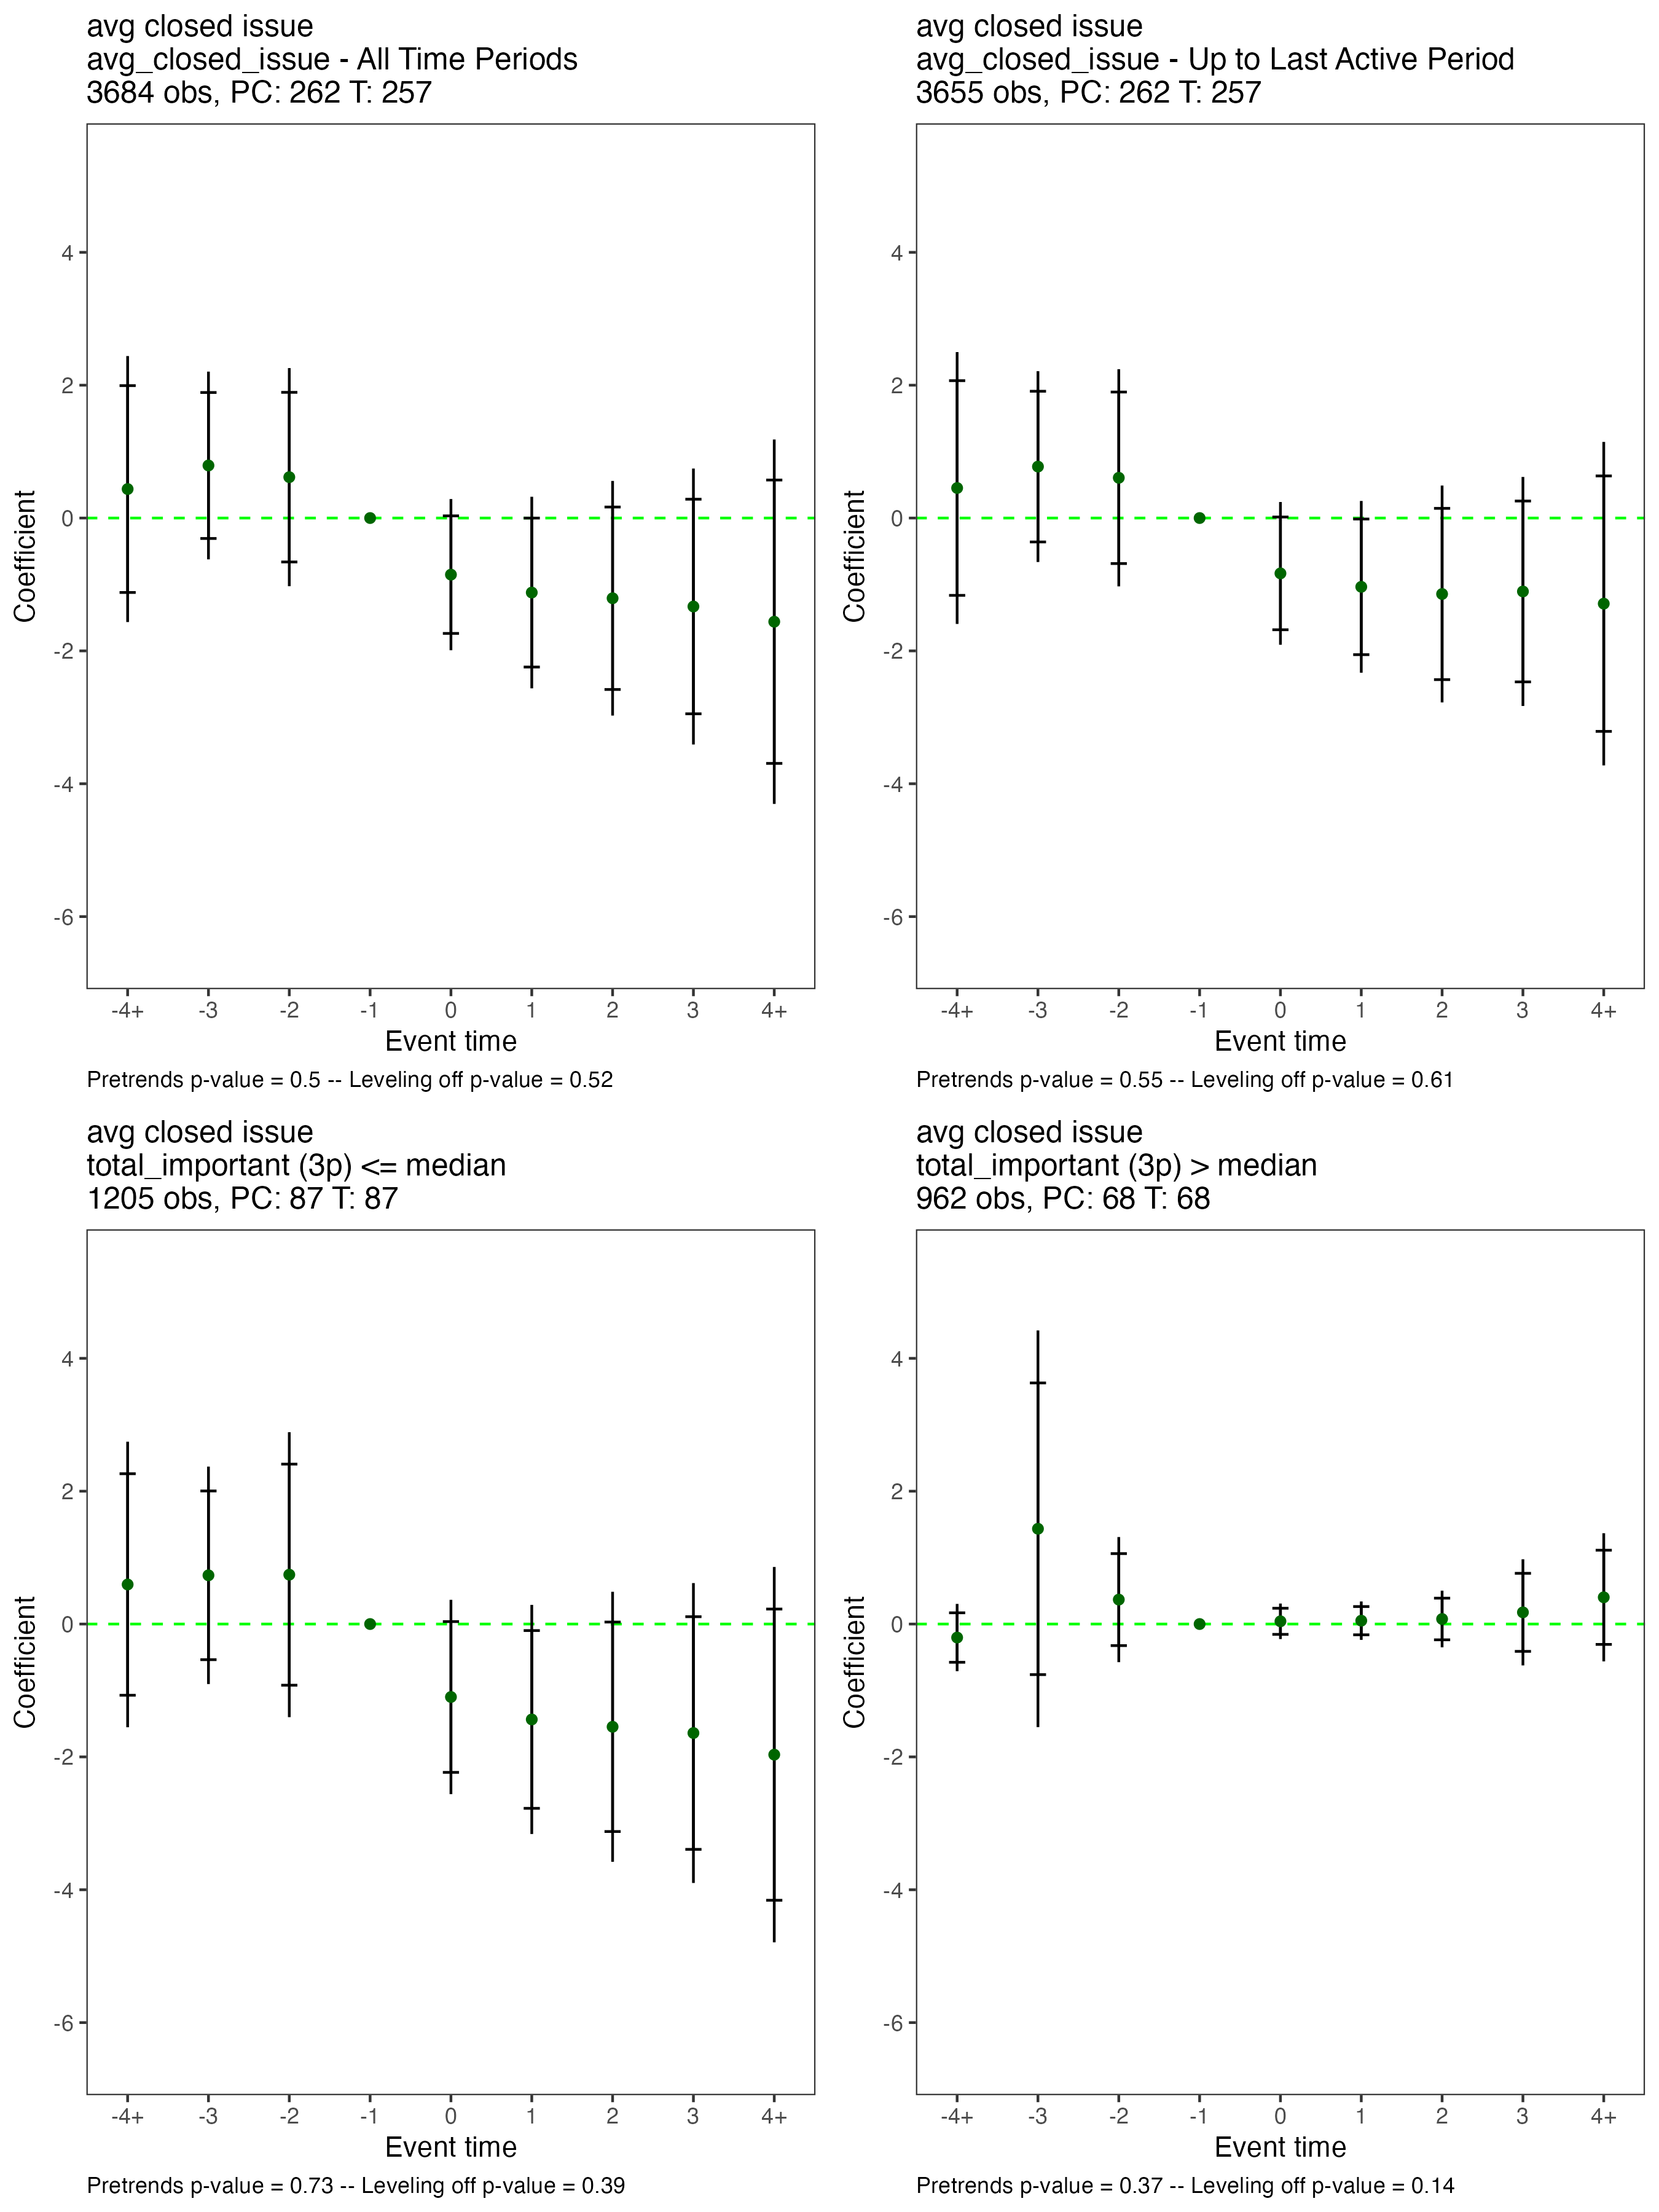 avg closed issue
avg_closed_issue - All Time Periods
3684 obs, PC: 262 T: 257
Coefficient
4
2
0
-2
-4
-6
-4+ -3 -2 -1 0 1 2 3 4+
Event time
Pretrends p-value = 0.5 -- Leveling off p-value = 0.52
avg closed issue
avg_closed_issue - Up to Last Active Period
3655 obs, PC: 262 T: 257
Coefficient
4
2
0
-2
-4
-6
-4+ -3 -2 -1 0 1 2 3 4+
Event time
Pretrends p-value = 0.55 -- Leveling off p-value = 0.61
avg closed issue
total_important (3p) <= median
1205 obs, PC: 87 T: 87
Coefficient
4
2
0
-2
-4
-6
-4+ -3 -2 -1 0 1 2 3 4+
Event time
Pretrends p-value = 0.73 -- Leveling off p-value = 0.39
avg closed issue
total_important (3p) > median
962 obs, PC: 68 T: 68
Coefficient
4
2
0
-2
-4
-6
-4+ -3 -2 -1 0 1 2 3 4+
Event time
Pretrends p-value = 0.37 -- Leveling off p-value = 0.14